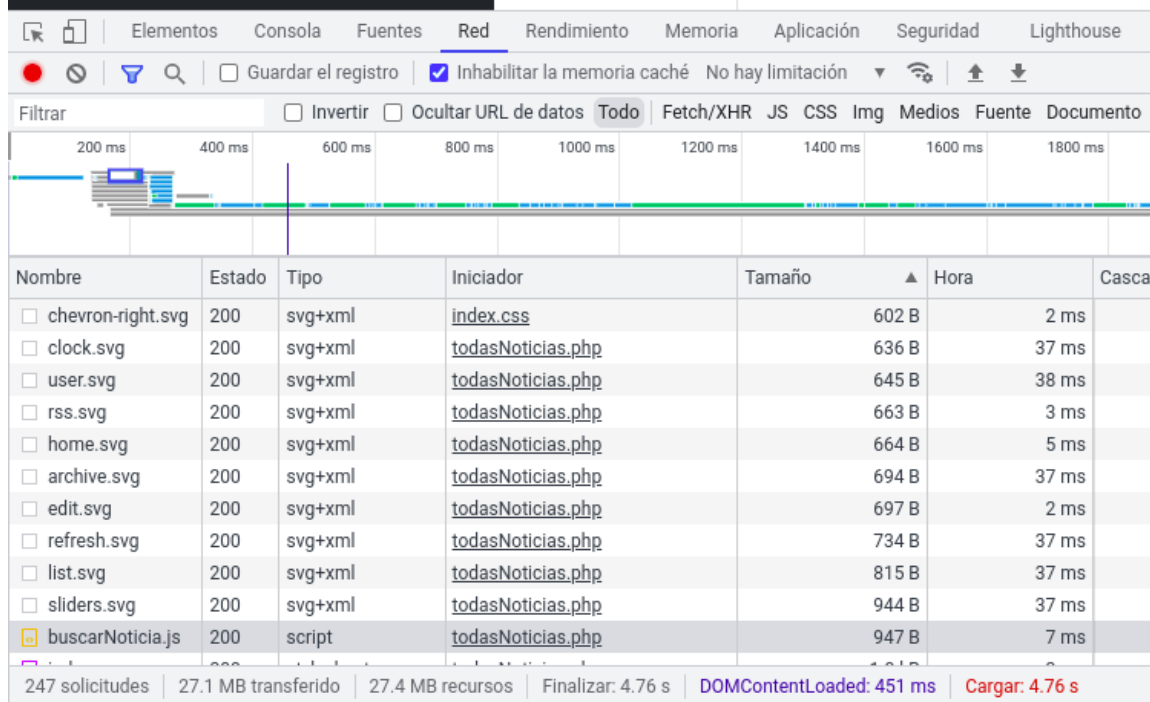 Elementos Consola Fuentes Red Rendimiento Memoria Aplicación Seguridad Lighthouse
Guardar el registro Inhabilitar la memoria caché No hay limitación
Filtrar Invertir Ocultar URL de datos Todo Fetch/XHR JS CSS Img Medios Fuente Documento
200 ms 400 ms 600 ms 800 ms 1000 ms 1200 ms 1400 ms 1600 ms 1800 ms
Nombre Estado Tipo Iniciador Tamaño Hora Casca
chevron-right.svg 200 svg+xml index.css 602 B 2 ms
clock.svg 200 svg+xml todasNoticias.php 636 B 37 ms
user.svg 200 svg+xml todasNoticias.php 645 B 38 ms
rss.svg 200 svg+xml todasNoticias.php 663 B 3 ms
home.svg 200 svg+xml todasNoticias.php 664 B 5 ms
archive.svg 200 svg+xml todasNoticias.php 694 B 37 ms
edit.svg 200 svg+xml todasNoticias.php 697 B 2 ms
refresh.svg 200 svg+xml todasNoticias.php 734 B 37 ms
list.svg 200 svg+xml todasNoticias.php 815 B 37 ms
sliders.svg 200 svg+xml todasNoticias.php 944 B 37 ms
buscarNoticia.js 200 script todasNoticias.php 947 B 7 ms
247 solicitudes 27.1 MB transferido 27.4 MB recursos Finalizar: 4.76 s DOMContentLoaded: 451 ms Cargar: 4.76 s